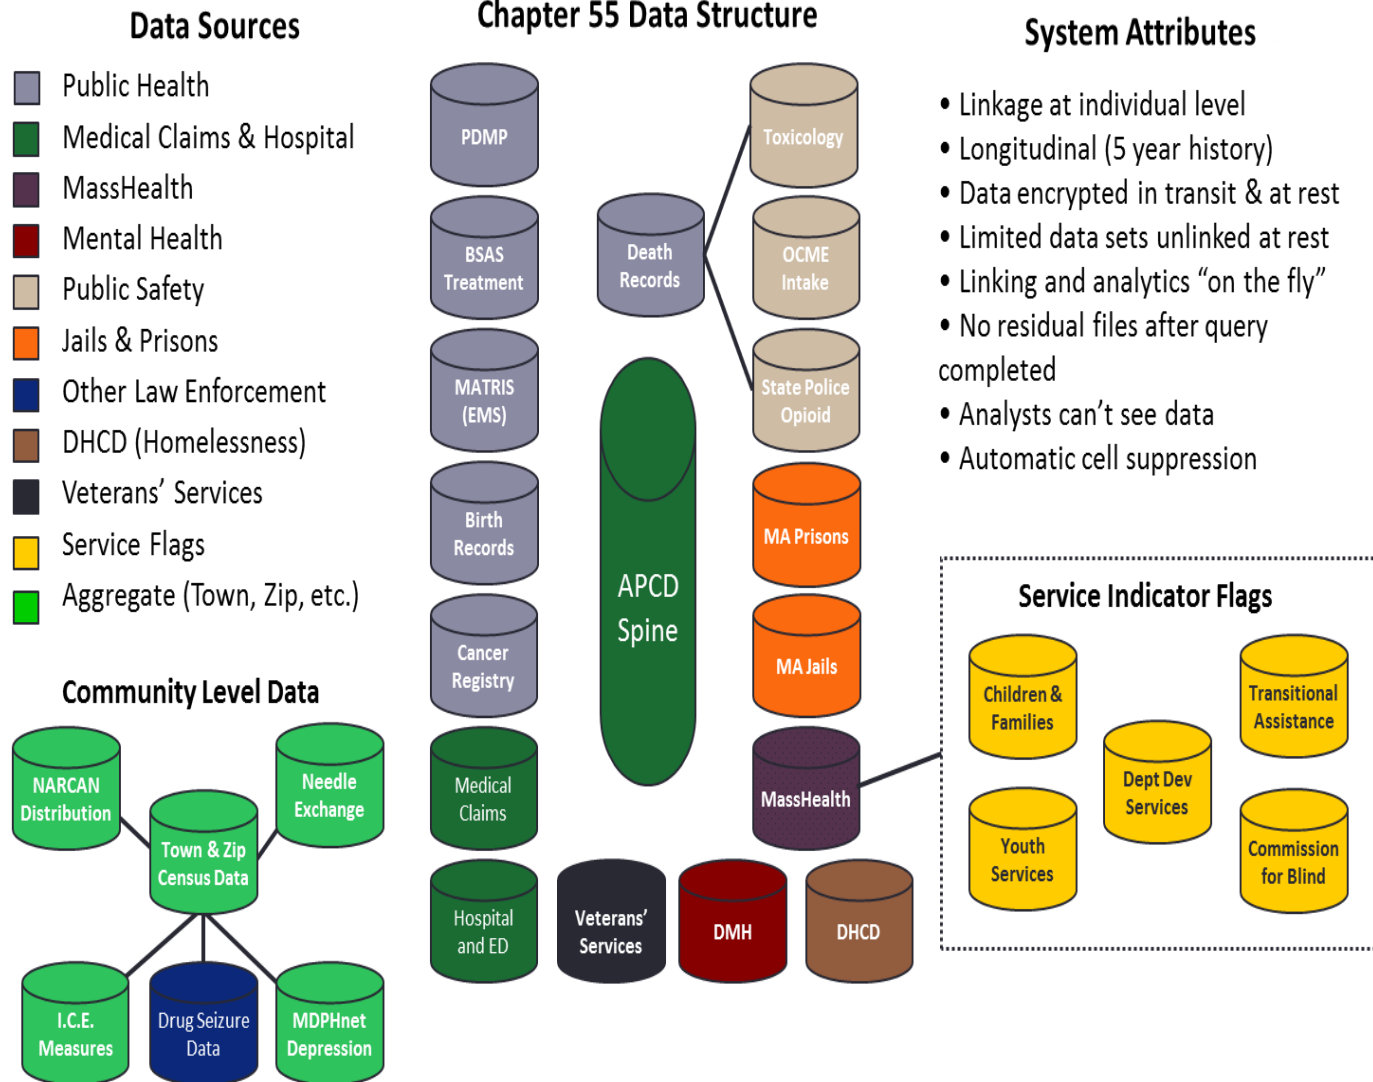 Data Sources
Public Health
Medical Claims & Hospital
MassHealth
Mental Health
Public Safety
Jails & Prisons
Other Law Enforcement
DHCD (Homelessness)
Veterans’ Services
Service Flags
Aggregate (Town, Zip, etc.)
Community Level Data
NARCAN
Distribution
Needle
Exchange
Town & Zip
Census Data
I.C.E.
Measures
Drug Seizure
Data
MDPHnet
Depression
Chapter 55 Data Structure
PDMP
BSAS
Treatment
MATRIS
(EMS)
Birth
Records
Cancer
Registry
Medical
Claims
Hospital
and ED
Death
Records
APCD
Spine
Toxicology
OCME
Intake
State Police
Opioid
MA Prisons
MA Jails
MassHealth
Veterans’
Services
DMH
DHCD
System Attributes
• Linkage at individual level
• Longitudinal (5 year history)
• Data encrypted in transit & at rest
• Limited data sets unlinked at rest
• Linking and analytics “on the fly”
• No residual files after query
completed
• Analysts can’t see data
• Automatic cell suppression
Service Indicator Flags
Children &
Families
Transitional
Assistance
Dept Dev
Services
Youth
Services
Commission
for Blind